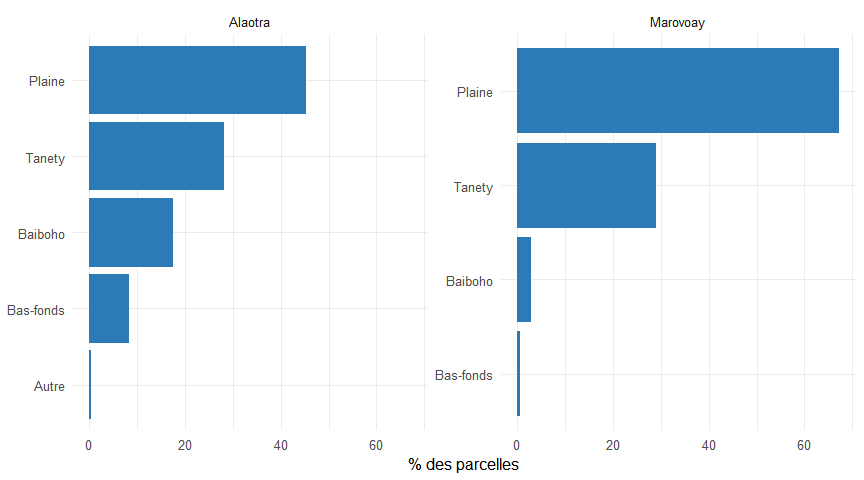 Alaotra
Plaine
Tanety
Baiboho
Bas-fonds
Autre
0 20 40 60
Marovoay
Plaine
Tanety
Baiboho
Bas-fonds
0 20 40 60
% des parcelles